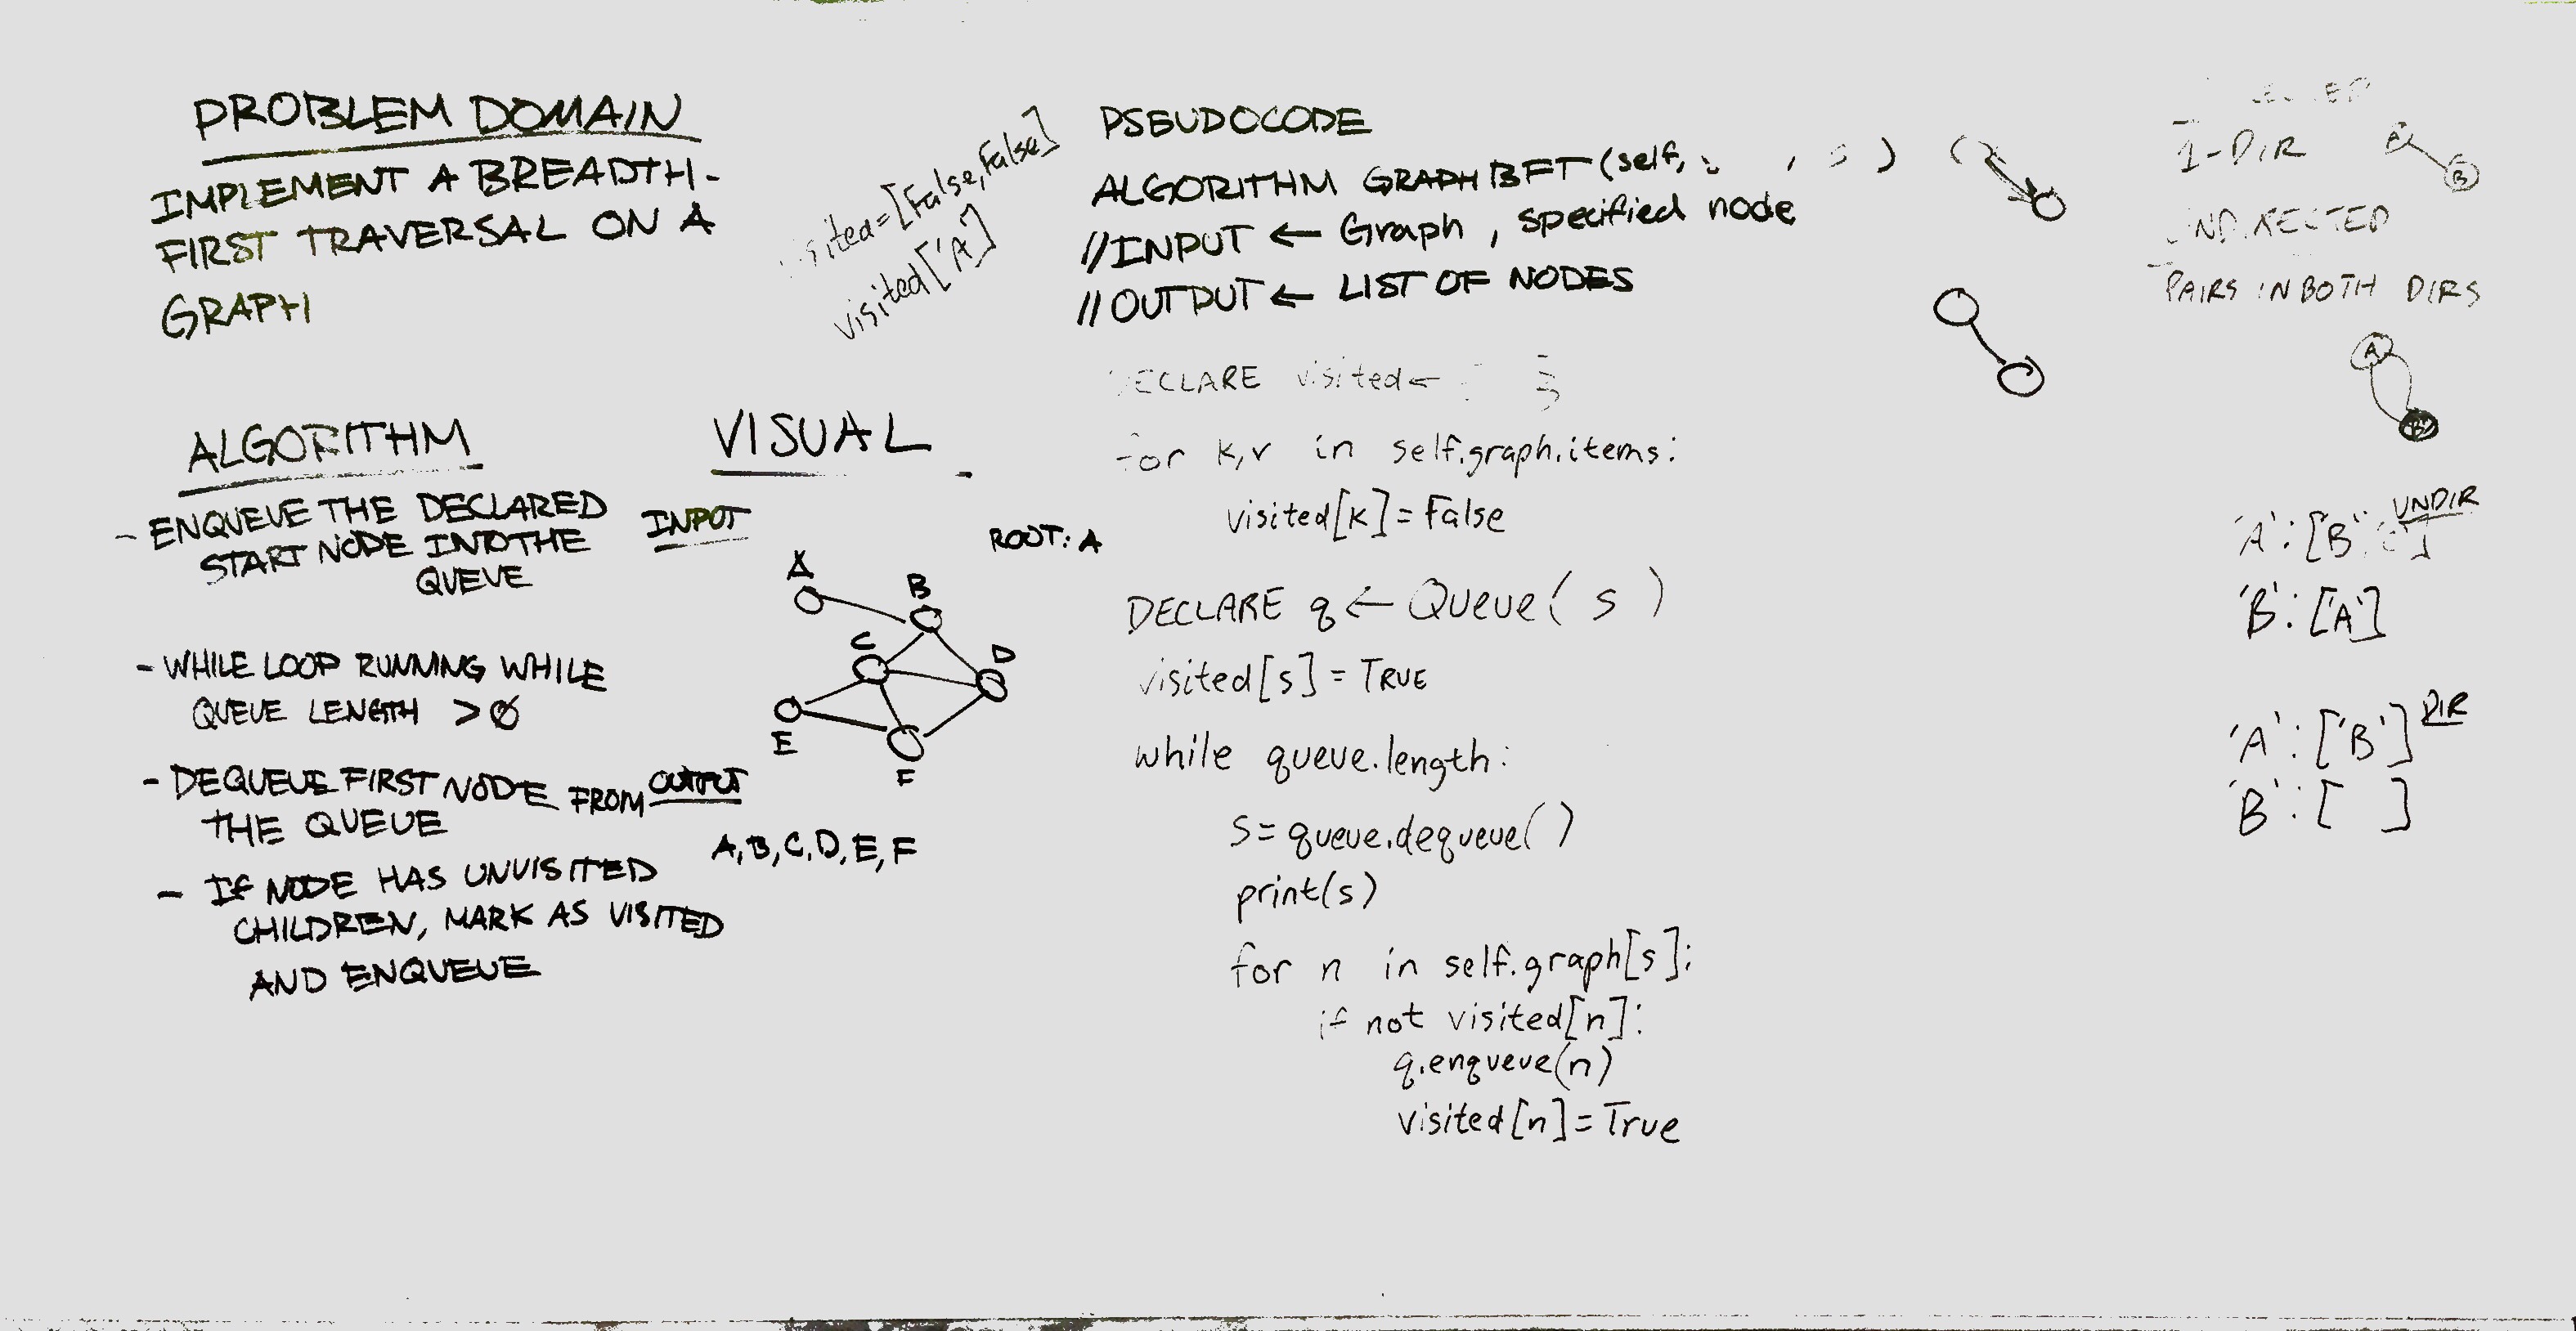 PROBLEM DOMAIN
IMPLEMENT A BREADTH-
FIRST TRAVERSAL ON A
GRAPH
visited=[False,False]
visited['A']
ALGORITHM
- ENQUEUE THE DECLARED
START NODE INTO THE
QUEUE
- WHILE LOOP RUNNING WHILE
QUEUE LENGTH > 0
- DEQUEUE FIRST NODE FROM
THE QUEUE
- If NODE HAS UNVISITED
CHILDREN, MARK AS VISITED
AND ENQUEUE
VISUAL
INPUT
ROOT: A
A
B
C
D
E
F
OUTPUT
A, B, C, D, E, F
PSEUDOCODE
ALGORITHM GRAPH BFT (self, , s )
//INPUT ← Graph, specified node
//OUTPUT ← LIST OF NODES
DECLARE visited ←
for k,v in self.graph.items:
visited[k]=False
DECLARE q ← Queue( s )
visited[s] = TRUE
while queue.length:
s= queue.dequeue()
print(s)
for n in self.graph[s]:
if not visited[n]:
q.enqueue(n)
visited[n]=True
1-DIR
A
B
UNDIRECTED
PAIRS IN BOTH DIRS
A
B
UNDIR
'A': ['B'
'B': ['A']
DIR
'A': ['B']
'B': [ ]